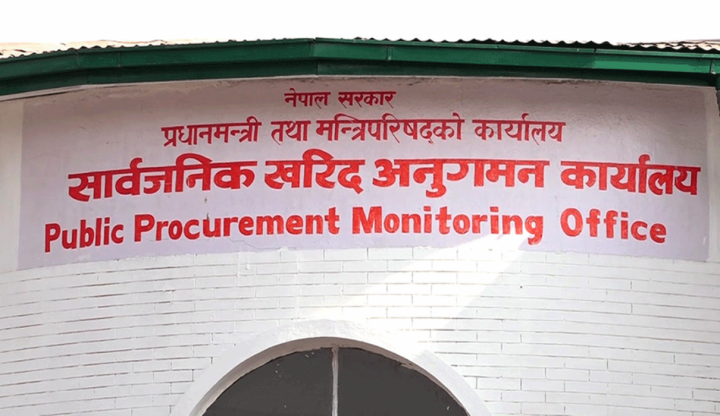 नेपाल सरकार
प्रधानमन्त्री तथा मन्त्रिपरिषद्को कार्यालय
सार्वजनिक खरिद अनुगमन कार्यालय
Public Procurement Monitoring Office